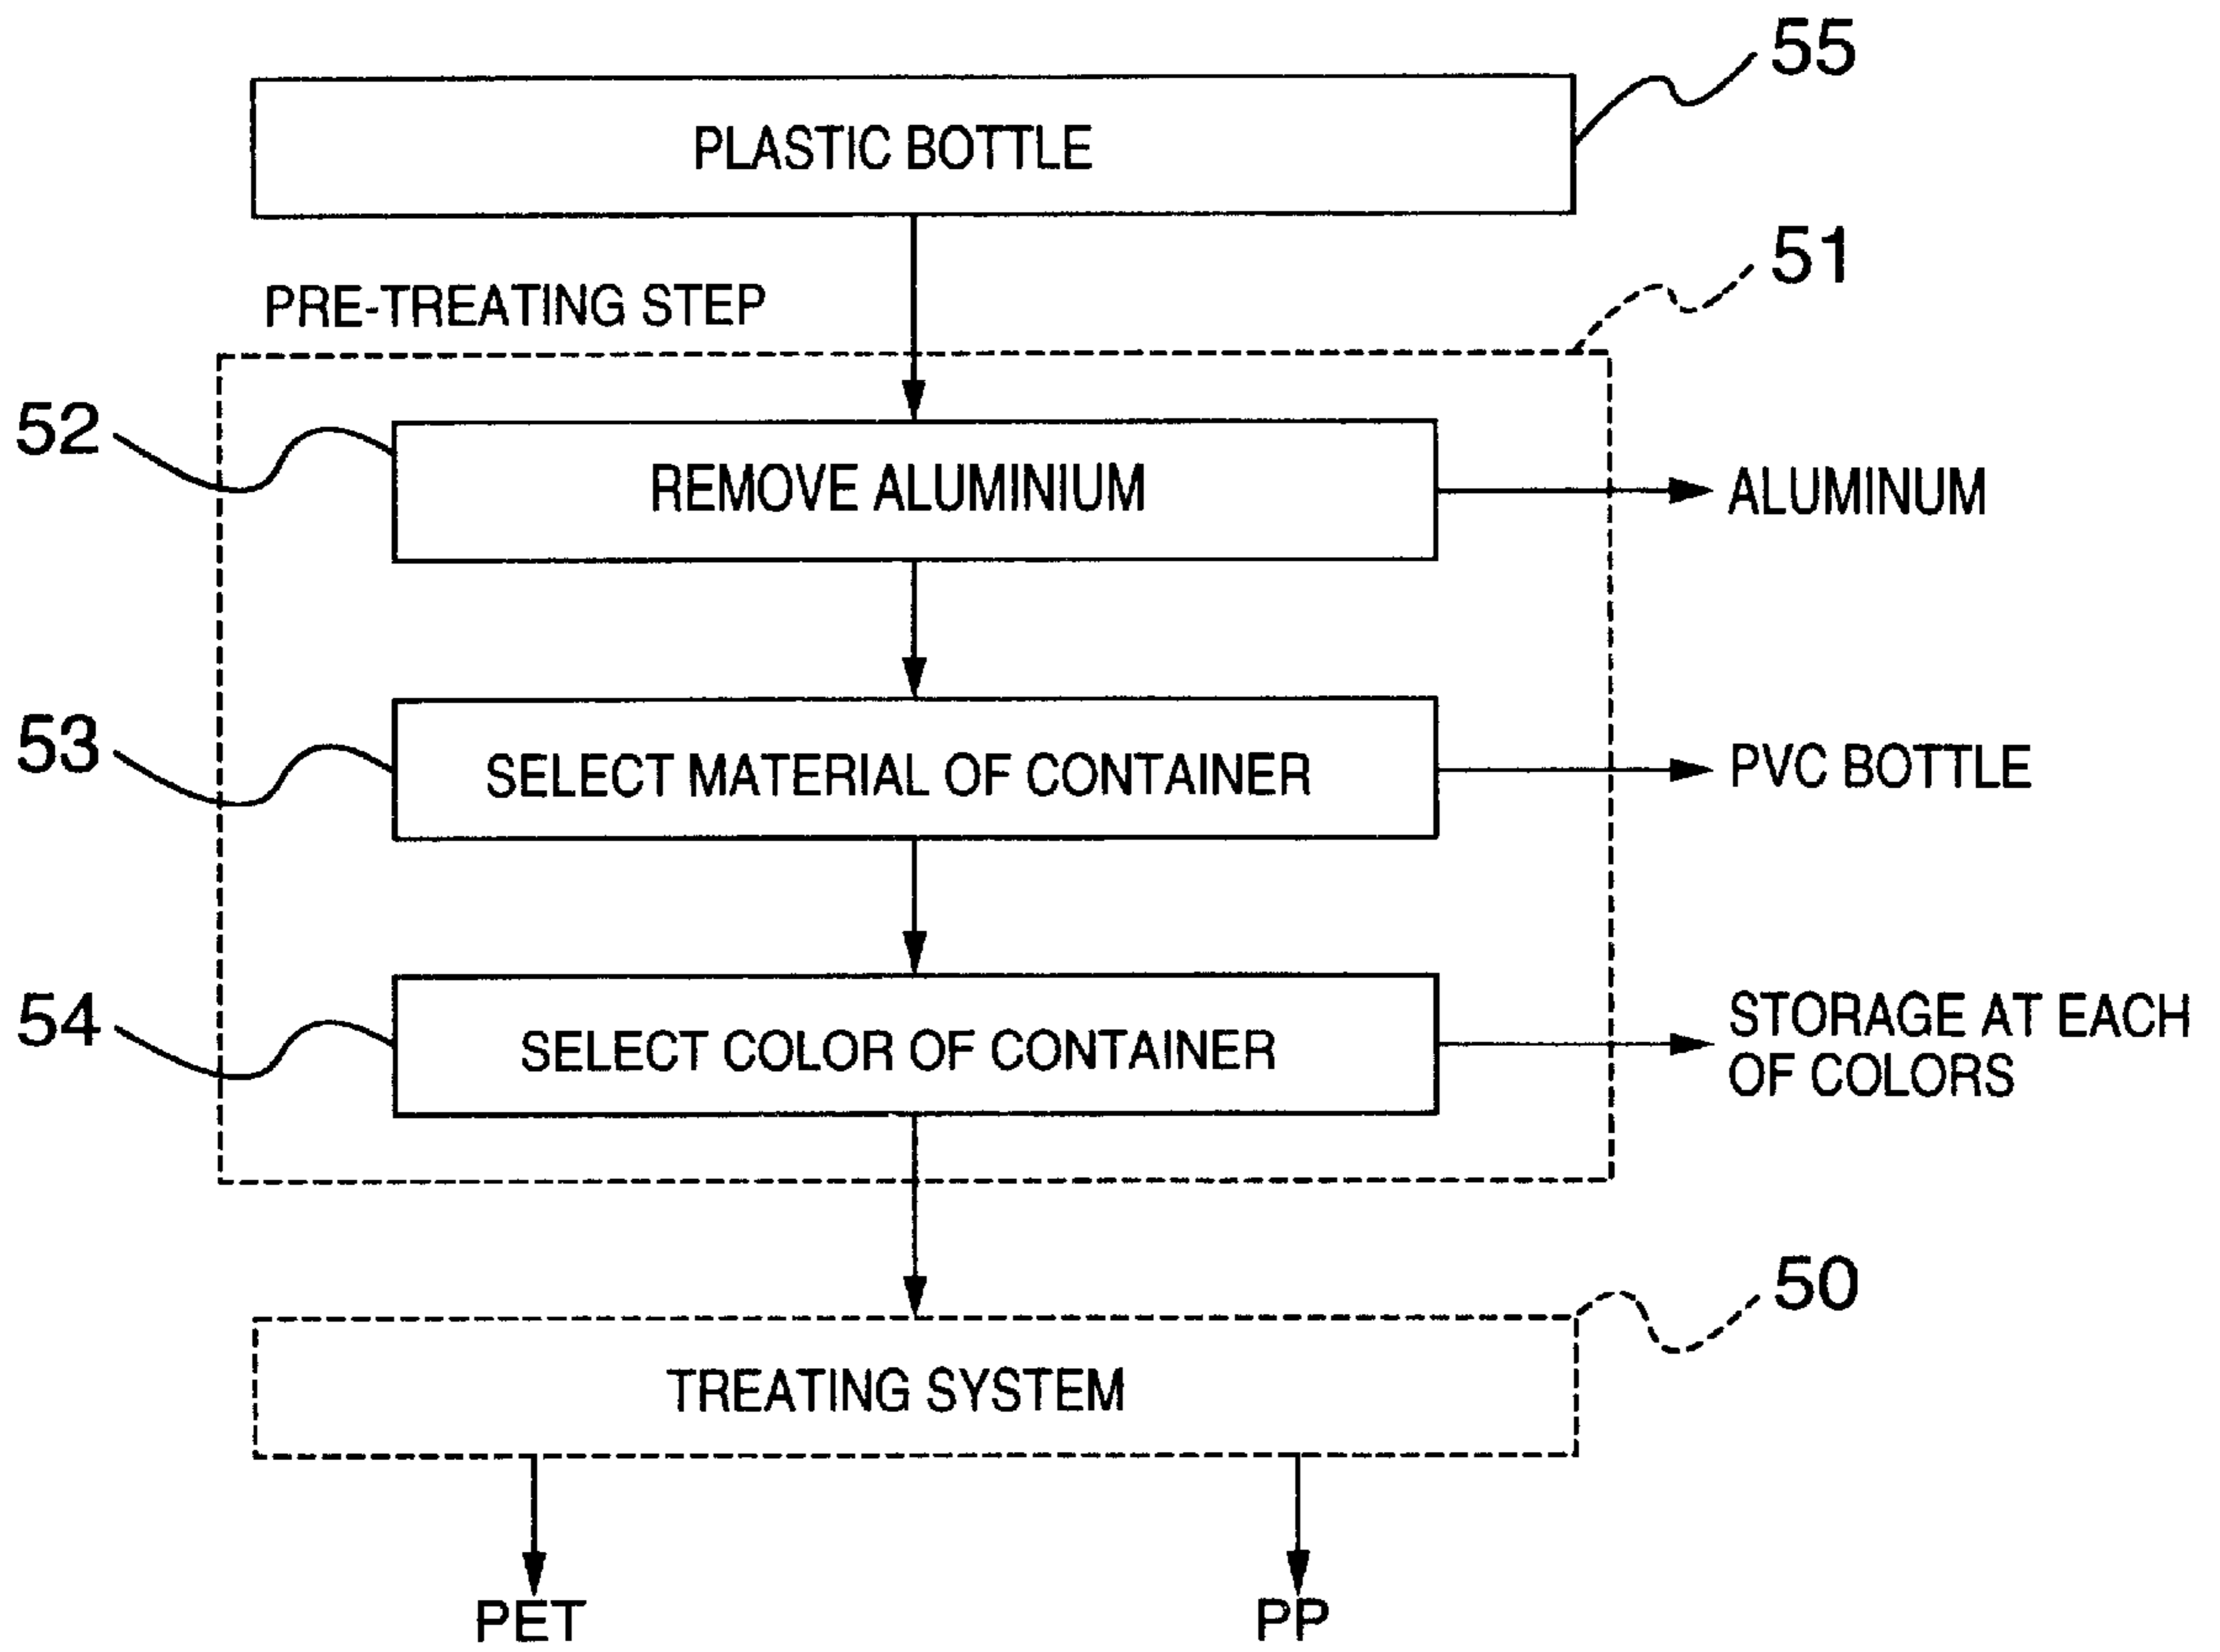 55
PLASTIC BOTTLE
51
PRE-TREATING STEP
52
REMOVE ALUMINIUM
ALUMINUM
53
SELECT MATERIAL OF CONTAINER
PVC BOTTLE
54
SELECT COLOR OF CONTAINER
STORAGE AT EACH
OF COLORS
50
TREATING SYSTEM
PET
PP